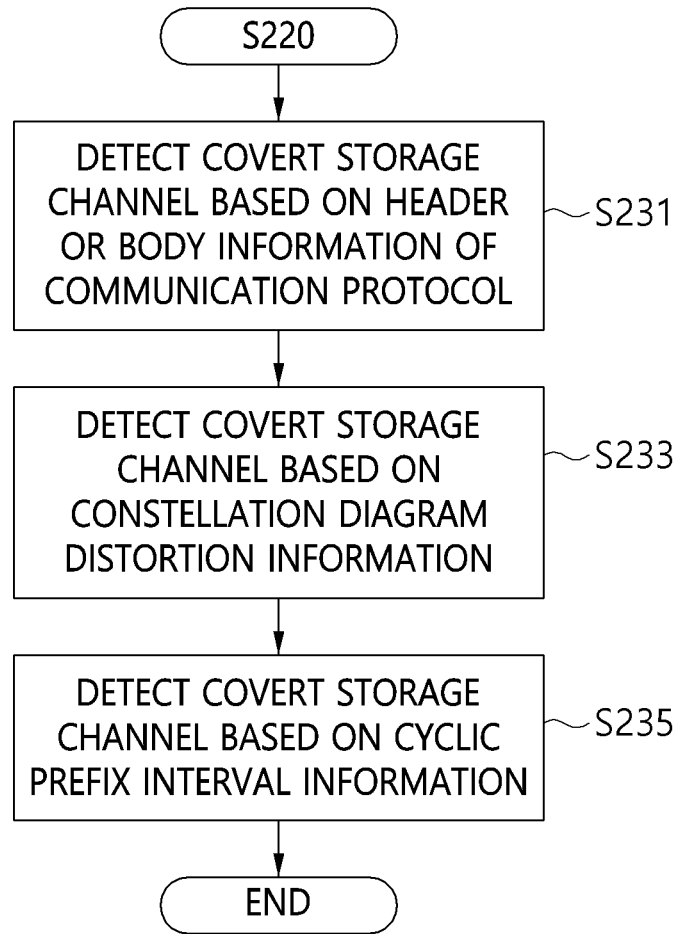 S220
DETECT COVERT STORAGE
CHANNEL BASED ON HEADER
OR BODY INFORMATION OF
COMMUNICATION PROTOCOL
S231
DETECT COVERT STORAGE
CHANNEL BASED ON
CONSTELLATION DIAGRAM
DISTORTION INFORMATION
S233
DETECT COVERT STORAGE
CHANNEL BASED ON CYCLIC
PREFIX INTERVAL INFORMATION
S235
END